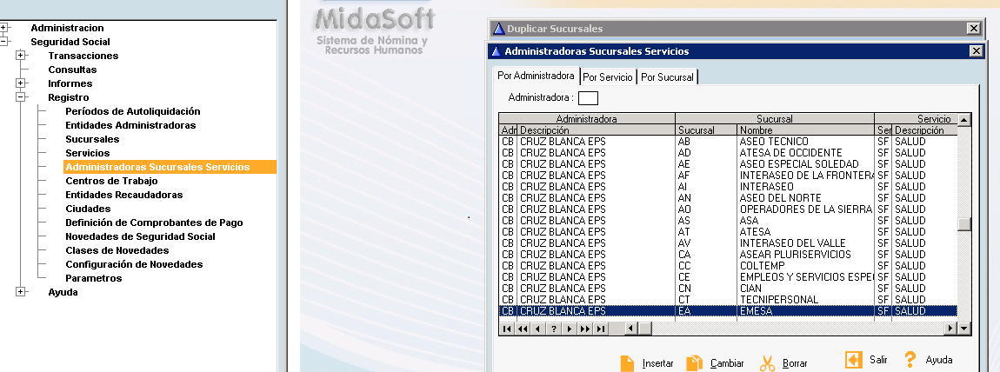 Administracion
Seguridad Social
Transacciones
Consultas
Informes
Registro
Períodos de Autoliquidación
Entidades Administradoras
Sucursales
Servicios
Administradoras Sucursales Servicios
Centros de Trabajo
Entidades Recaudadoras
Ciudades
Definición de Comprobantes de Pago
Novedades de Seguridad Social
Clases de Novedades
Configuración de Novedades
Parametros
Ayuda
MidaSoft
Sistema de Nómina y
Recursos Humanos
Duplicar Sucursales
Administradoras Sucursales Servicios
Por Administradora Por Servicio Por Sucursal
Administradora :
Administradora Sucursal Servicio
Adr Descripción Sucursal Nombre Ser Descripción
CB CRUZ BLANCA EPS AB ASEO TECNICO SF SALUD
CB CRUZ BLANCA EPS AD ATESA DE OCCIDENTE SF SALUD
CB CRUZ BLANCA EPS AE ASEO ESPECIAL SOLEDAD SF SALUD
CB CRUZ BLANCA EPS AF INTERASEO DE LA FRONTERA SF SALUD
CB CRUZ BLANCA EPS AI INTERASEO SF SALUD
CB CRUZ BLANCA EPS AN ASEO DEL NORTE SF SALUD
CB CRUZ BLANCA EPS AO OPERADORES DE LA SIERRA SF SALUD
CB CRUZ BLANCA EPS AS ASA SF SALUD
CB CRUZ BLANCA EPS AT ATESA SF SALUD
CB CRUZ BLANCA EPS AV INTERASEO DEL VALLE SF SALUD
CB CRUZ BLANCA EPS CA ASEAR PLURISERVICIOS SF SALUD
CB CRUZ BLANCA EPS CC COLTEMP SF SALUD
CB CRUZ BLANCA EPS CE EMPLEOS Y SERVICIOS ESPE SF SALUD
CB CRUZ BLANCA EPS CN CIAN SF SALUD
CB CRUZ BLANCA EPS CT TECNIPERSONAL SF SALUD
CB CRUZ BLANCA EPS EA EMESA SF SALUD
Insertar Cambiar Borrar Salir Ayuda